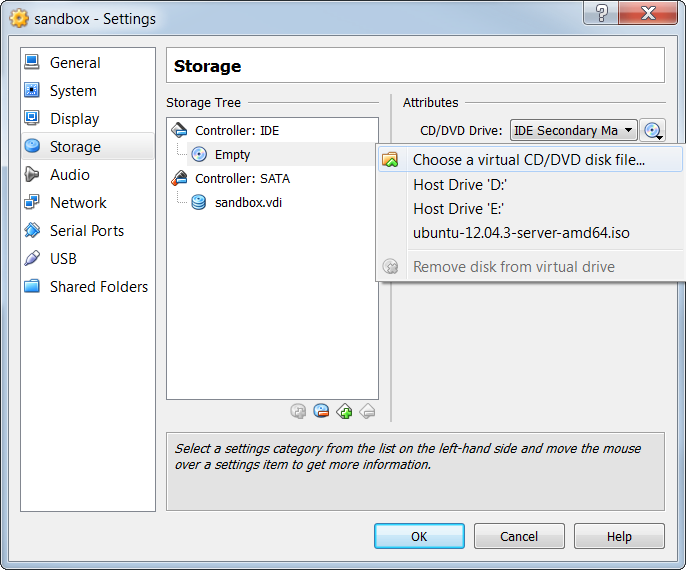 sandbox - Settings
General
System
Display
Storage
Audio
Network
Serial Ports
USB
Shared Folders
Storage
Storage Tree
Controller: IDE
Empty
Controller: SATA
sandbox.vdi
Attributes
CD/DVD Drive: IDE Secondary Ma
Choose a virtual CD/DVD disk file...
Host Drive 'D:'
Host Drive 'E:'
ubuntu-12.04.3-server-amd64.iso
Remove disk from virtual drive
Select a settings category from the list on the left-hand side and move the mouse
over a settings item to get more information.
OK
Cancel
Help